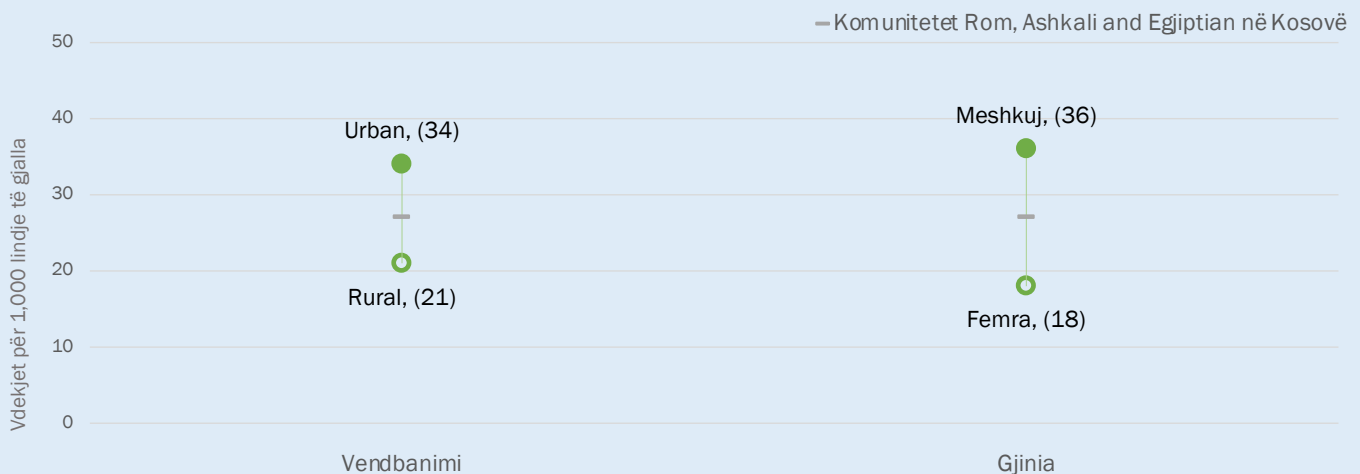 Komunitetet Rom, Ashkali and Egjiptian në Kosovë
Vdekjet për 1,000 lindje të gjalla
50
40
30
20
10
0
Urban, (34)
Rural, (21)
Meshkuj, (36)
Femra, (18)
Vendbanimi
Gjinia